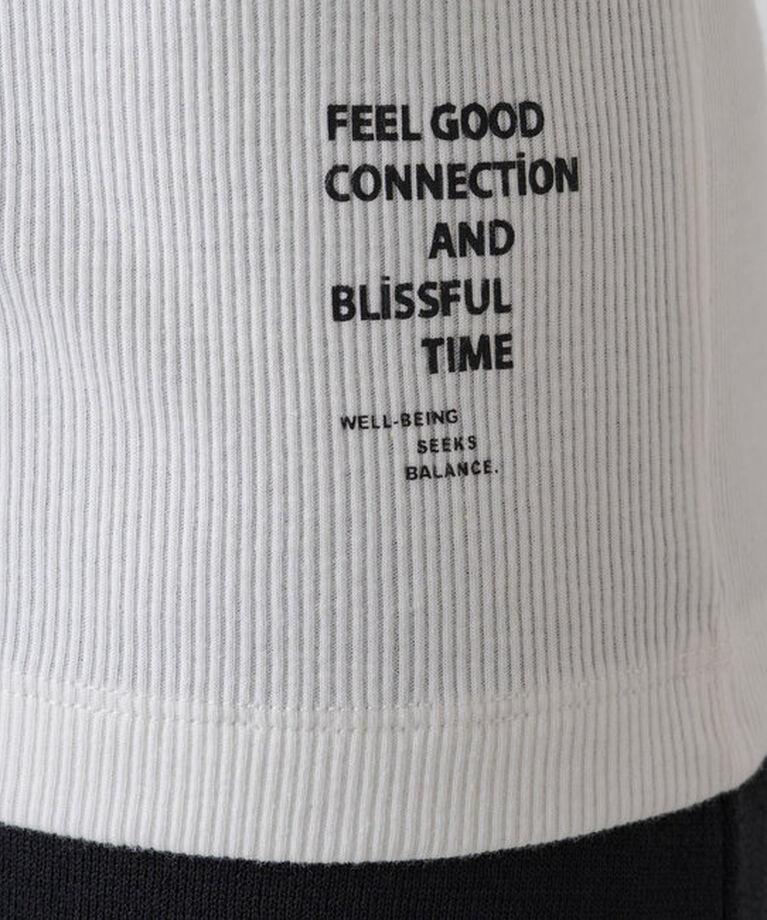 FEEL GOOD
CONNECTiON
AND
BLiSSFUL
TIME
WELL-BEING
SEEKS
BALANCE.